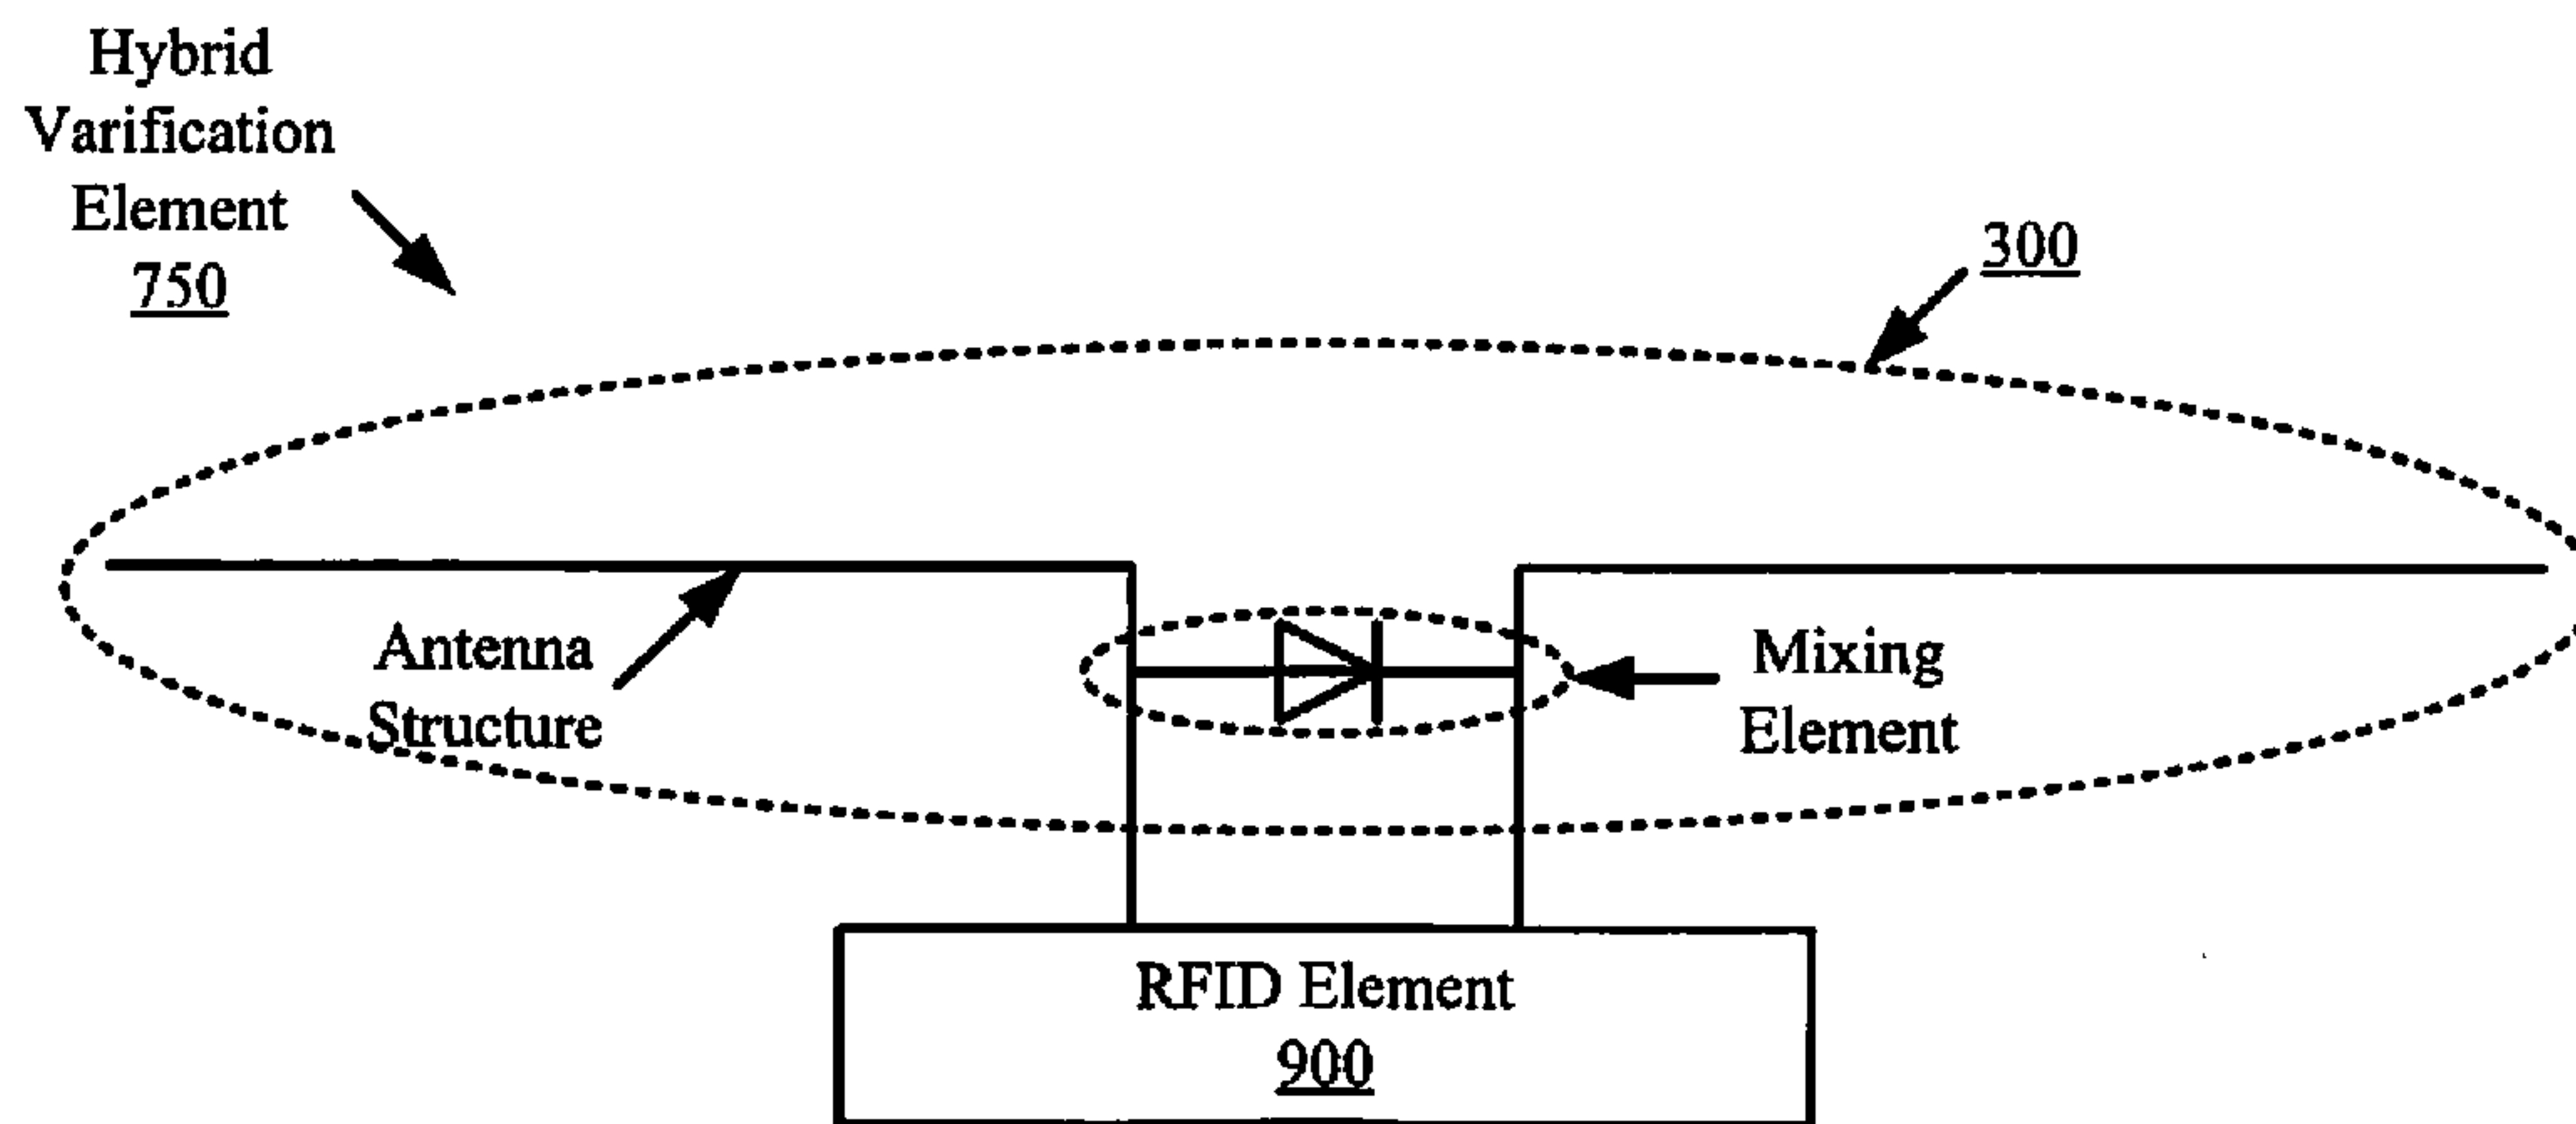 Hybrid
Varification
Element
750
300
Antenna
Structure
Mixing
Element
RFID Element
900